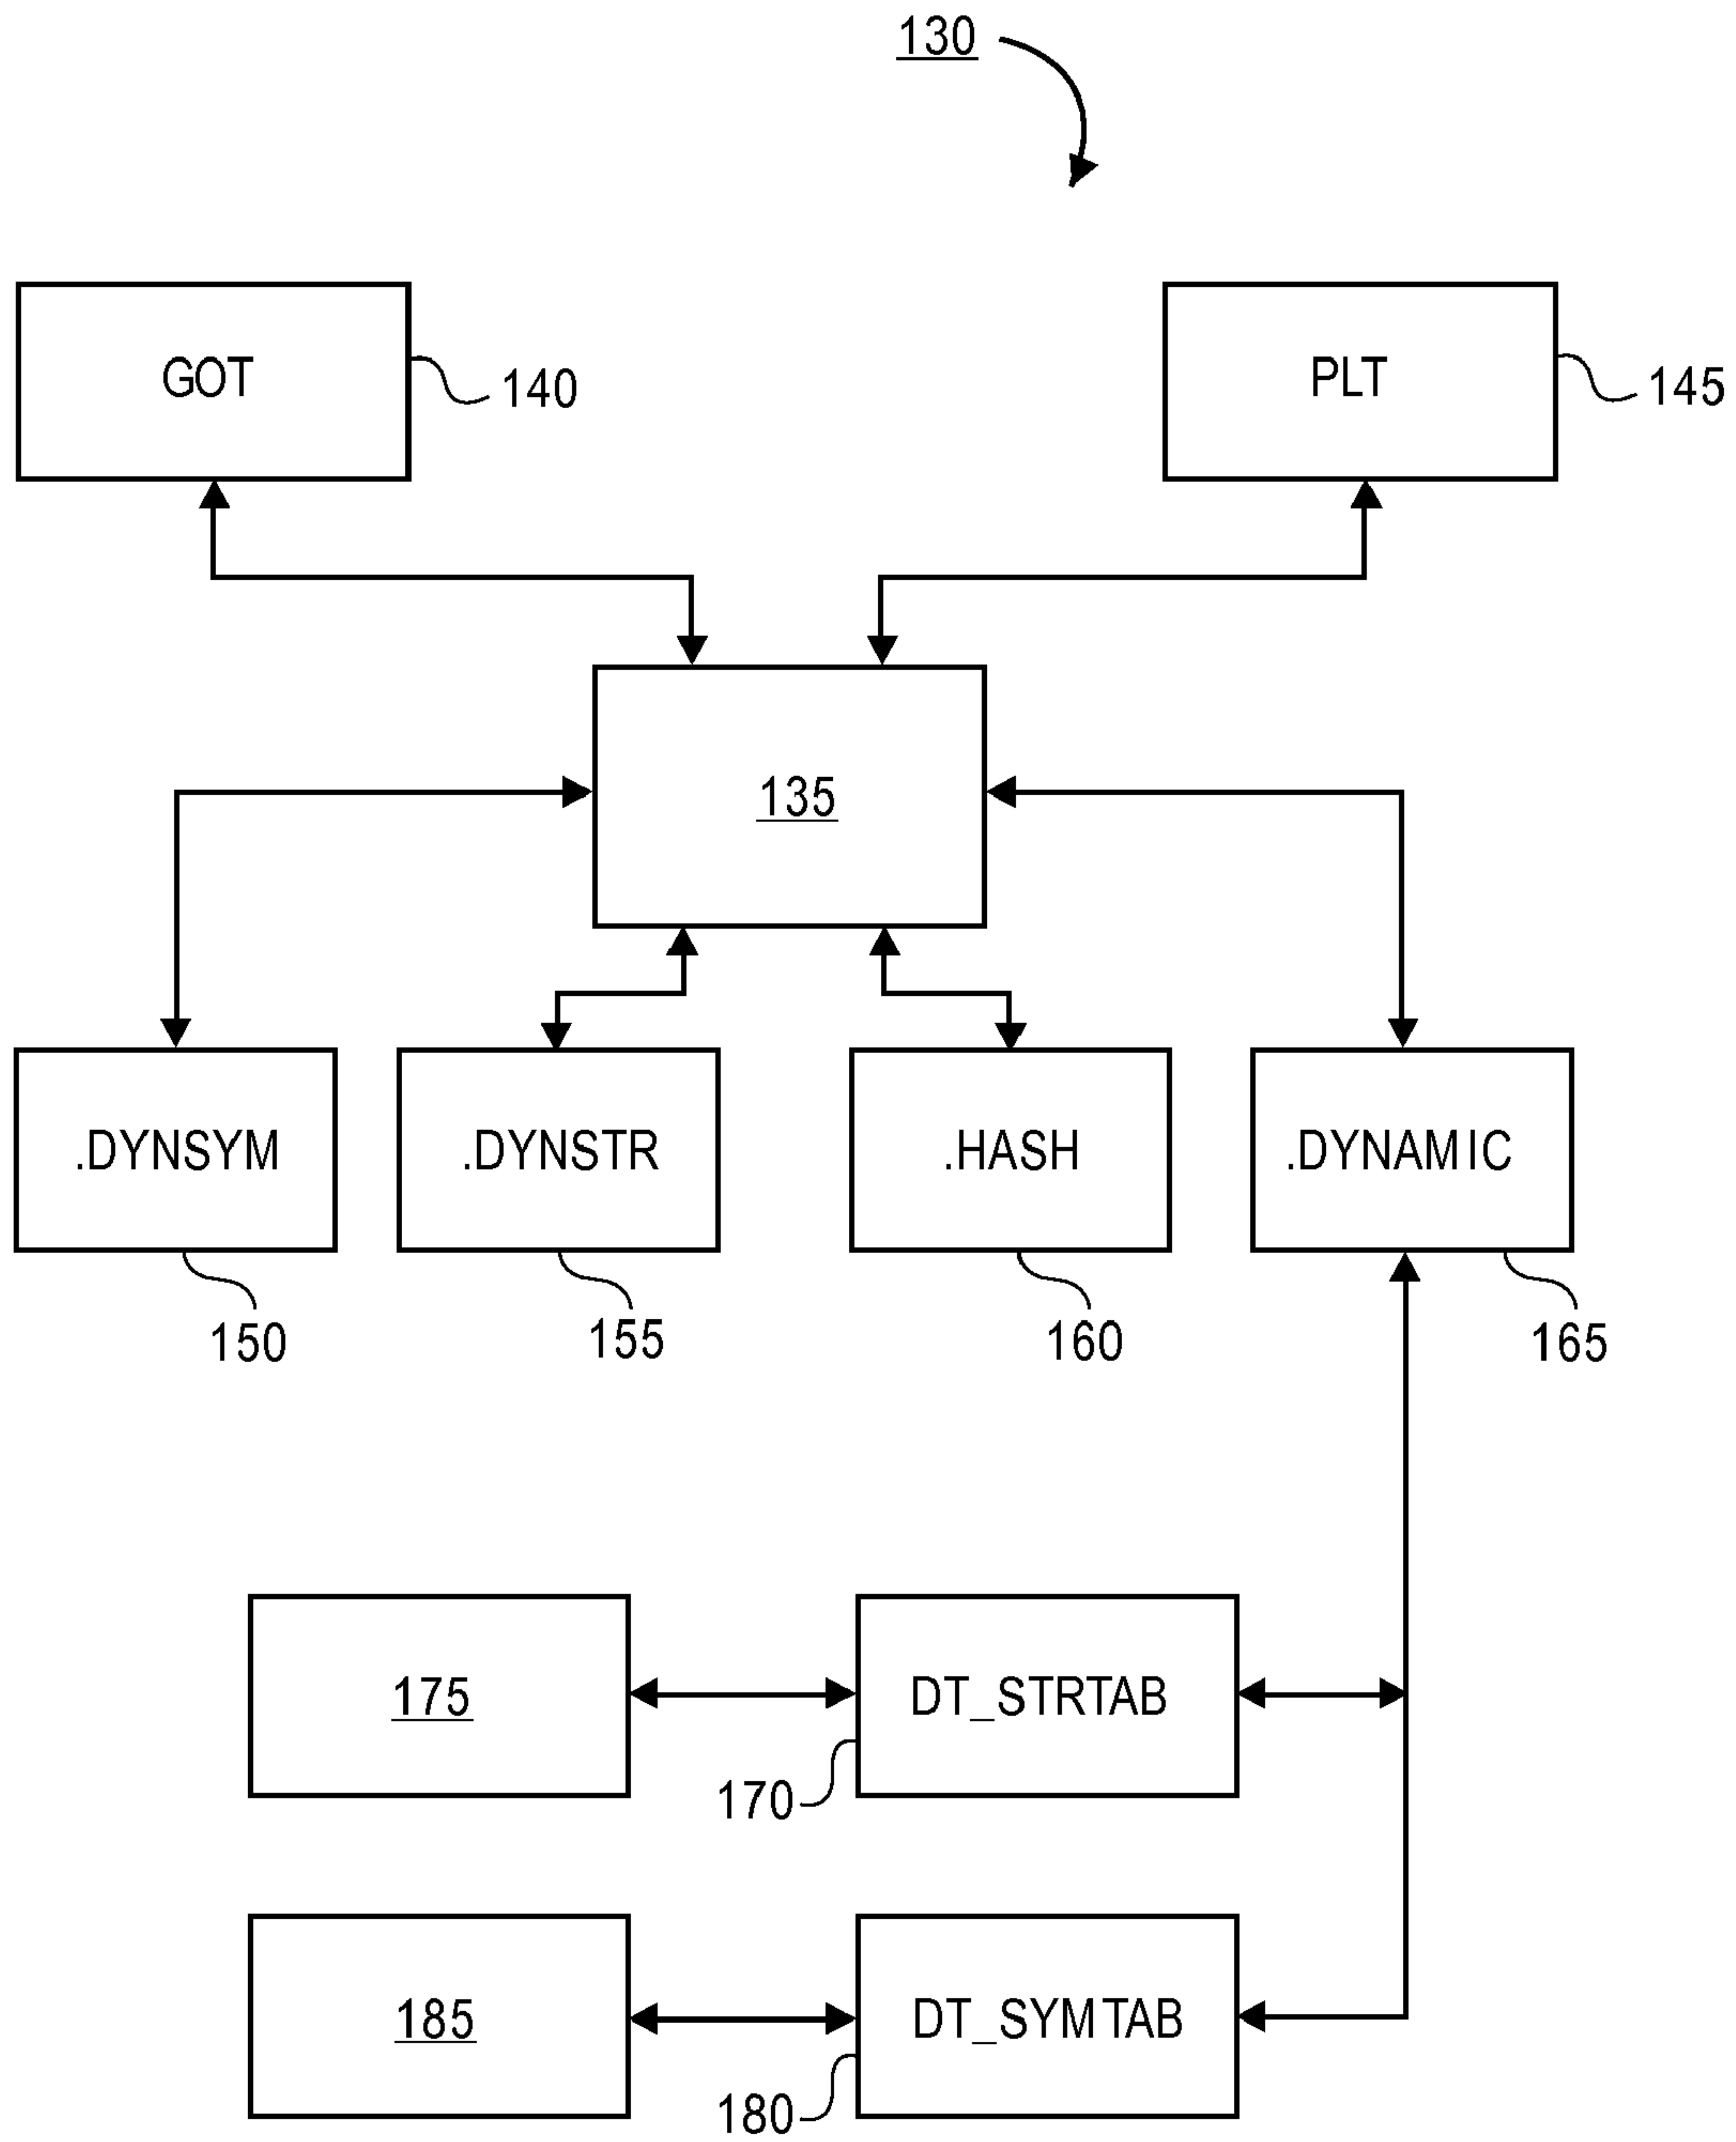 130
GOT
140
PLT
145
135
.DYNSYM
.DYNSTR
.HASH
.DYNAMIC
150
155
160
165
175
DT_STRTAB
170
185
DT_SYMTAB
180